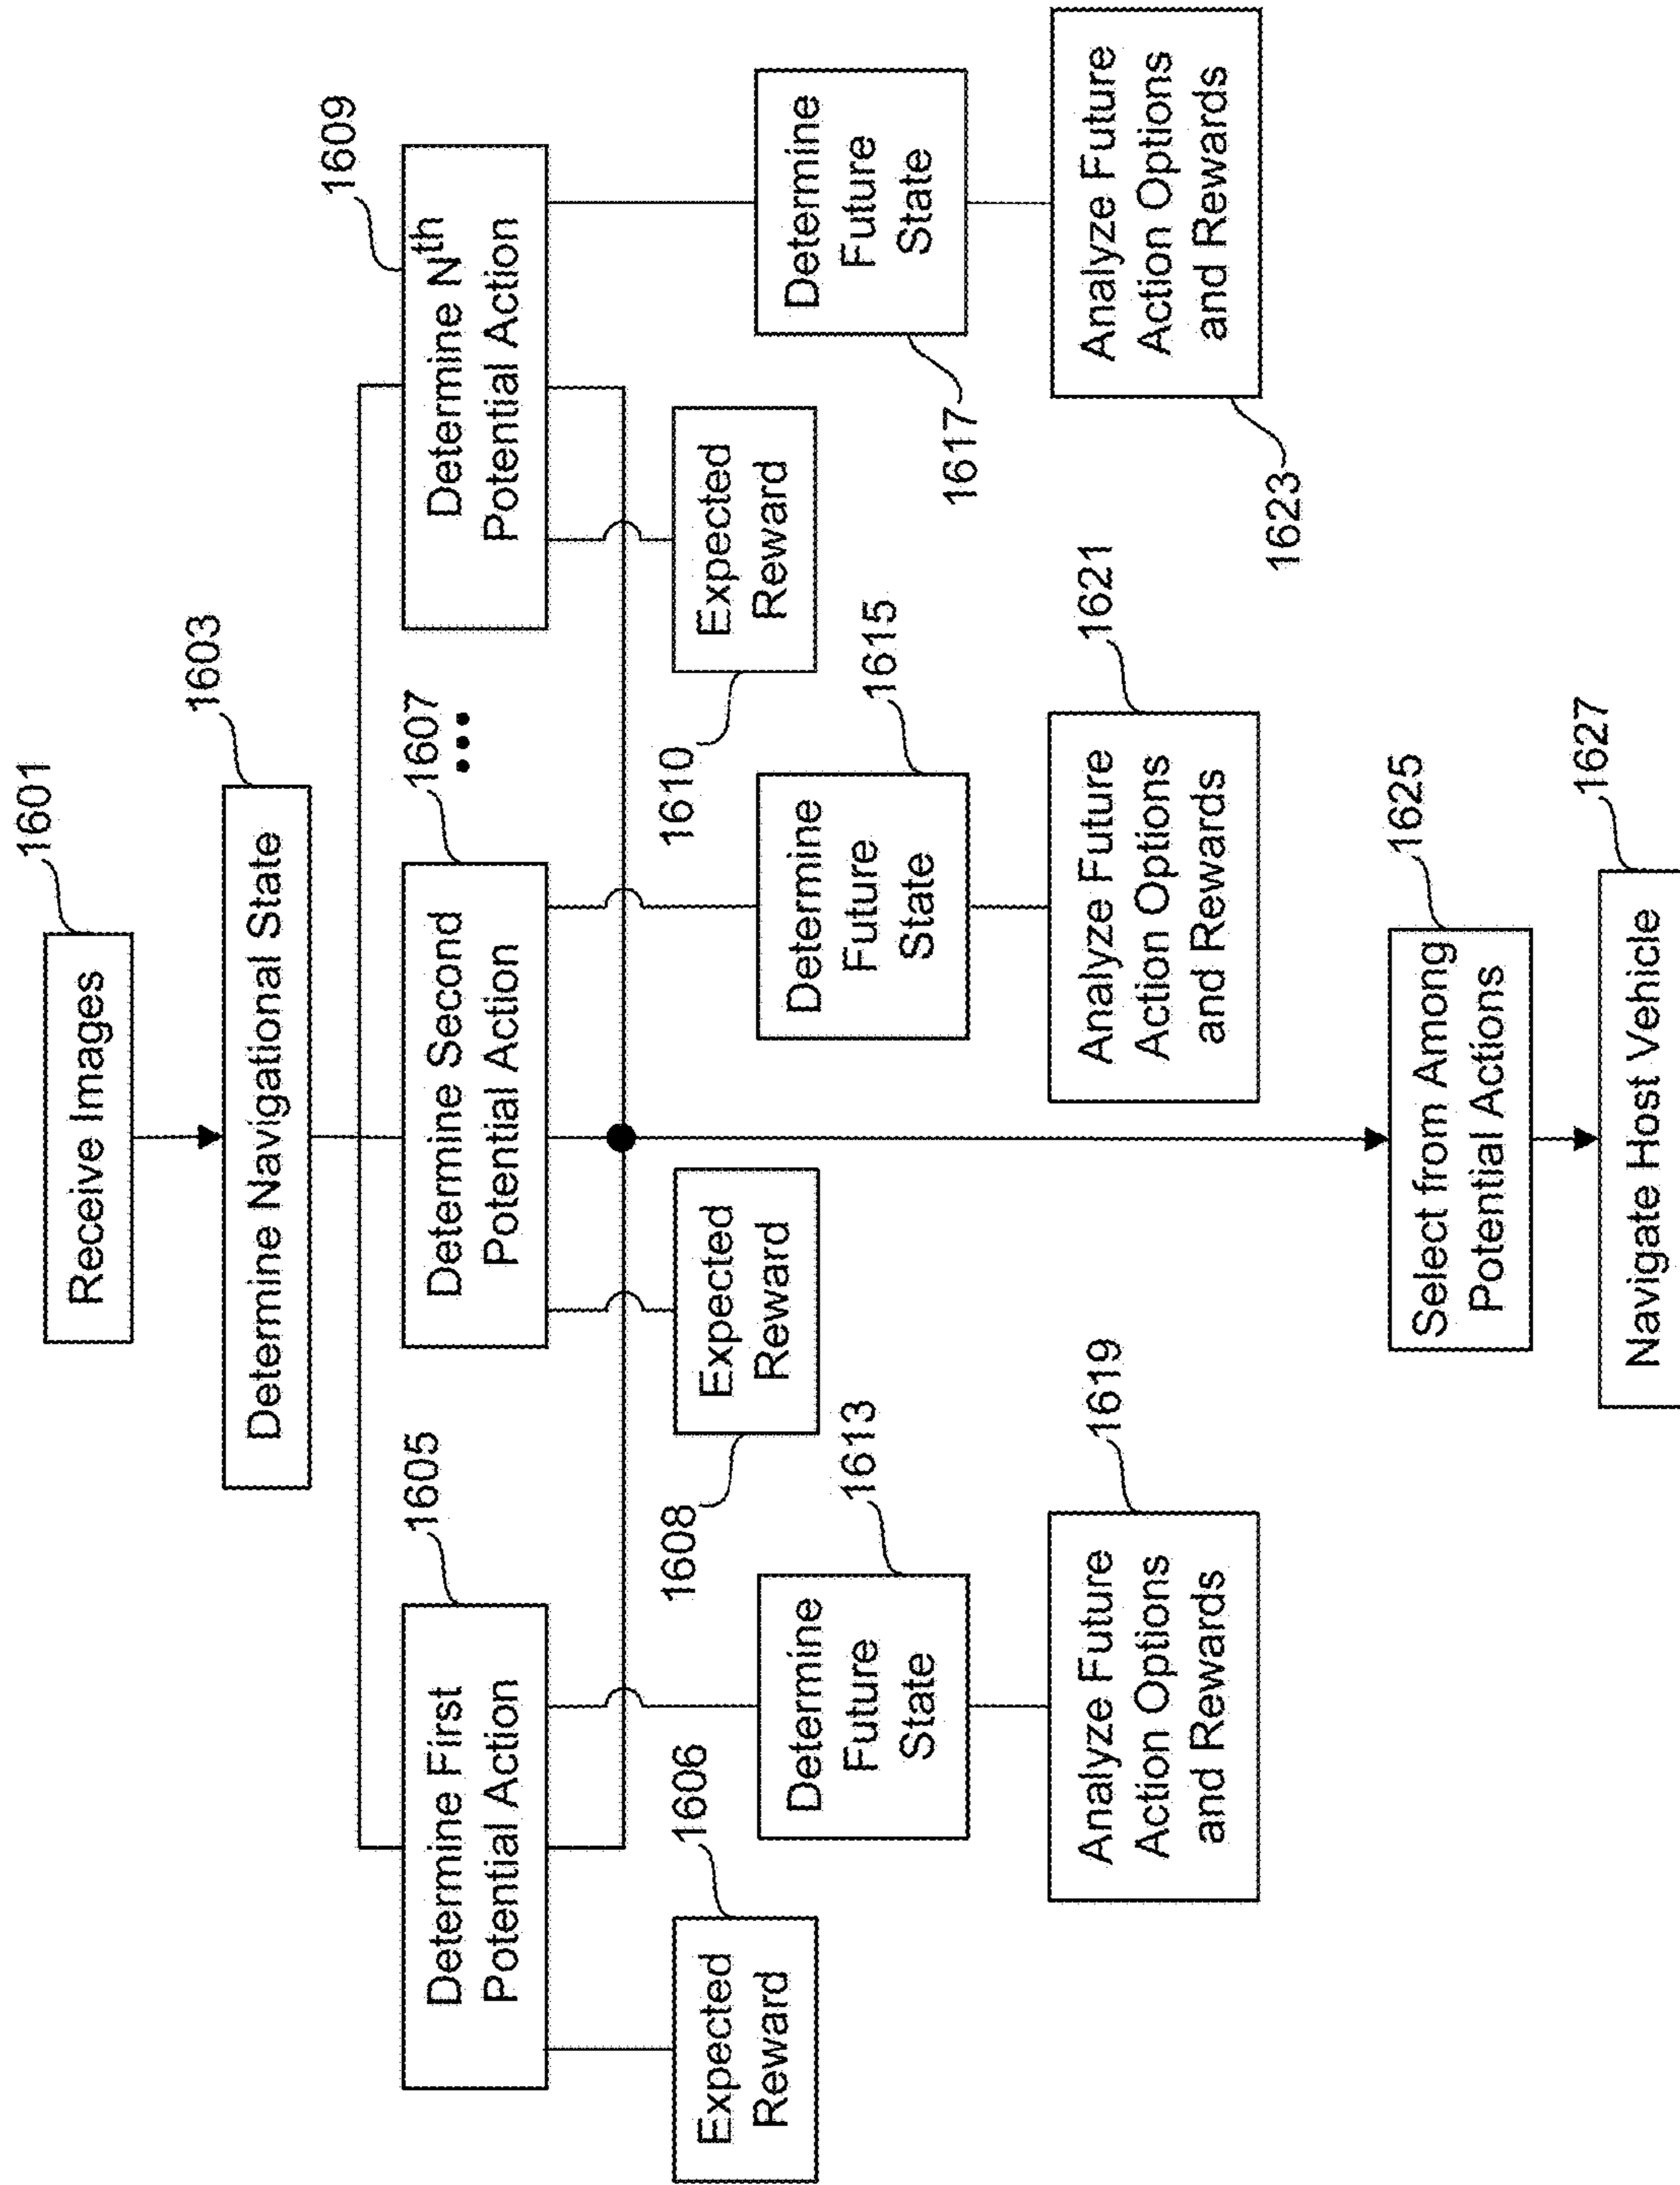 1601
Receive Images
1603
Determine Navigational State
1605
Determine First
Potential Action
1607
Determine Second
Potential Action
•••
1609
Determine Nth
Potential Action
1606
Expected
Reward
1608
Expected
Reward
1610
Expected
Reward
1613
Determine
Future
State
1615
Determine
Future
State
1617
Determine
Future
State
1619
Analyze Future
Action Options
and Rewards
1621
Analyze Future
Action Options
and Rewards
1623
Analyze Future
Action Options
and Rewards
1625
Select from Among
Potential Actions
1627
Navigate Host Vehicle